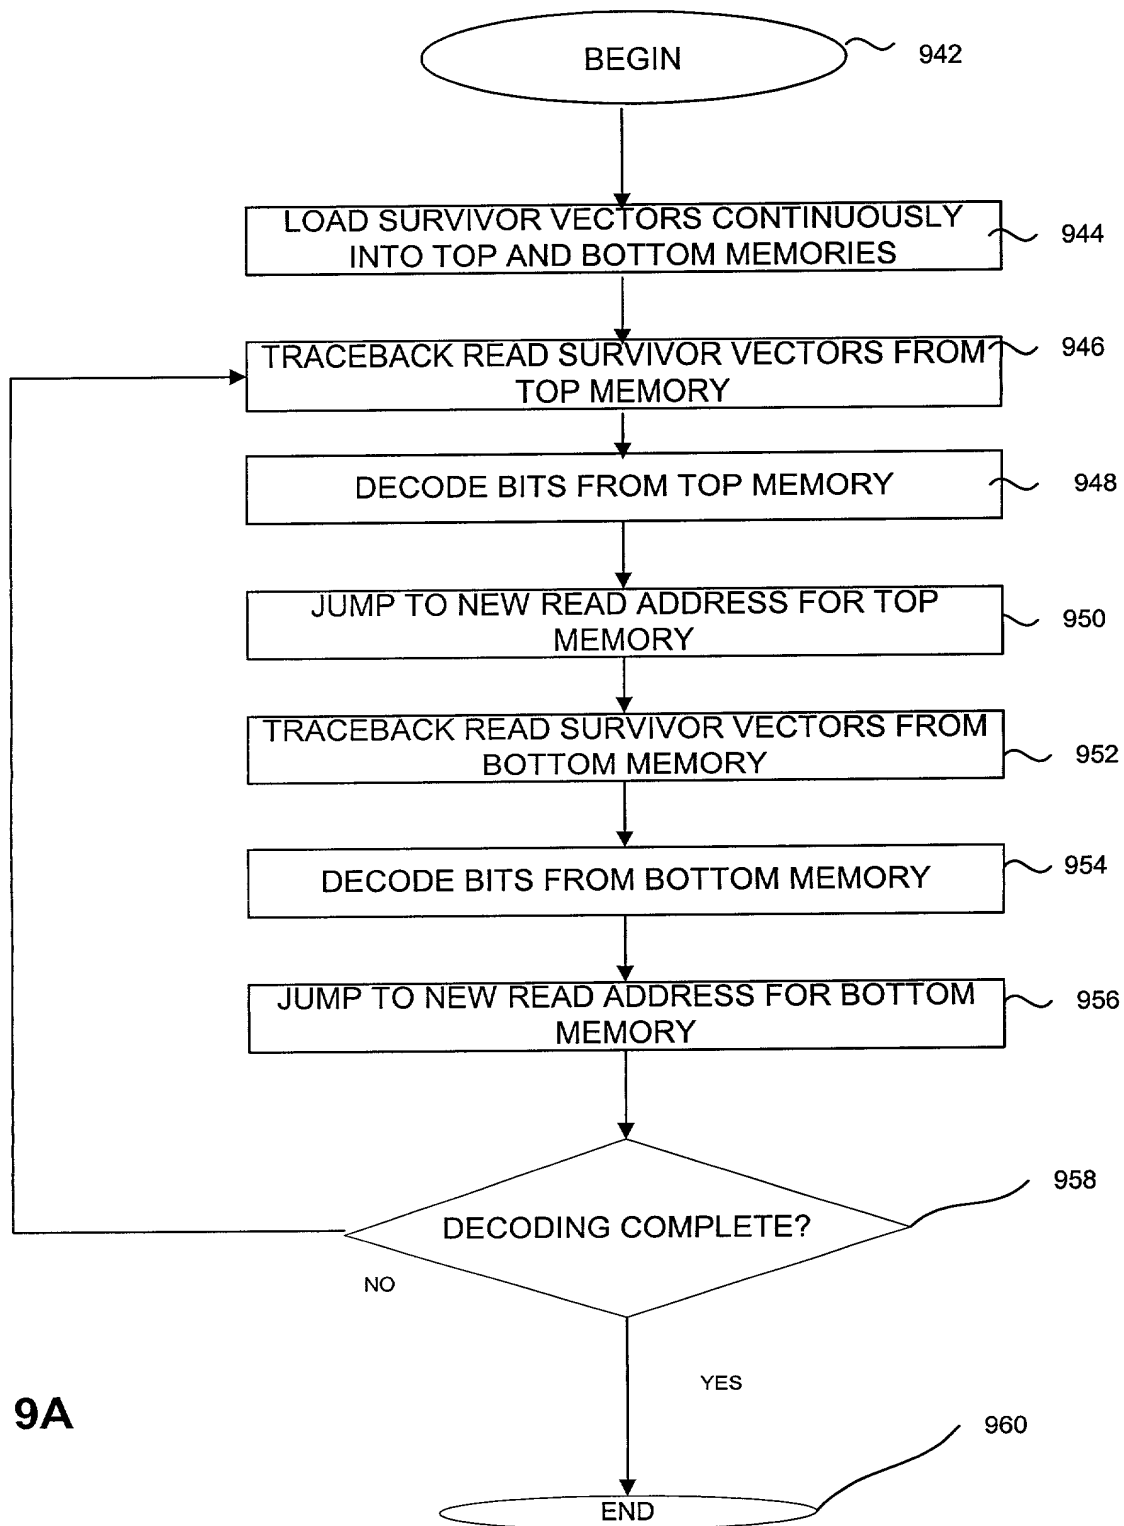 BEGIN
942
LOAD SURVIVOR VECTORS CONTINUOUSLY
INTO TOP AND BOTTOM MEMORIES
944
TRACEBACK READ SURVIVOR VECTORS FROM
TOP MEMORY
946
DECODE BITS FROM TOP MEMORY
948
JUMP TO NEW READ ADDRESS FOR TOP
MEMORY
950
TRACEBACK READ SURVIVOR VECTORS FROM
BOTTOM MEMORY
952
DECODE BITS FROM BOTTOM MEMORY
954
JUMP TO NEW READ ADDRESS FOR BOTTOM
MEMORY
956
DECODING COMPLETE?
958
NO
YES
9A
960
END